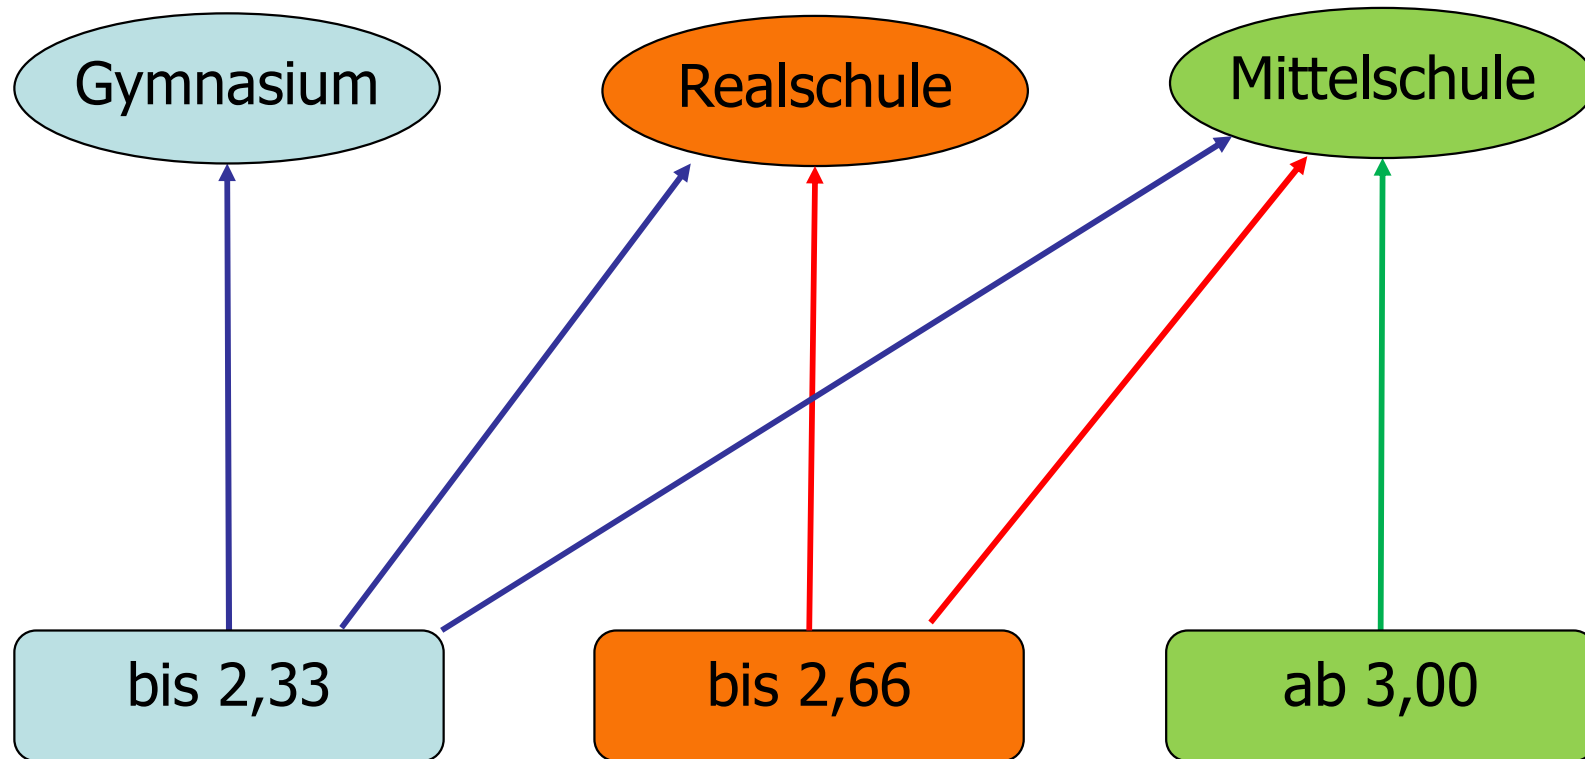 Gymnasium
Realschule
Mittelschule
bis 2,33
bis 2,66
ab 3,00